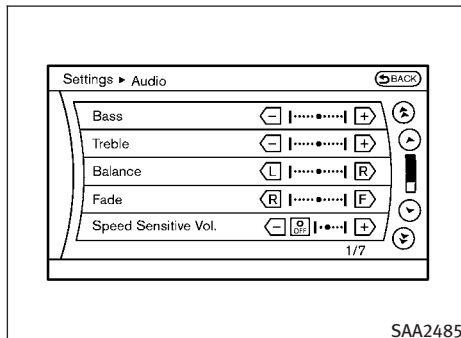 Settings ▸ Audio
BACK
Bass - +
Treble - +
Balance L R
Fade R F
Speed Sensitive Vol. - OFF +
1/7
SAA2485